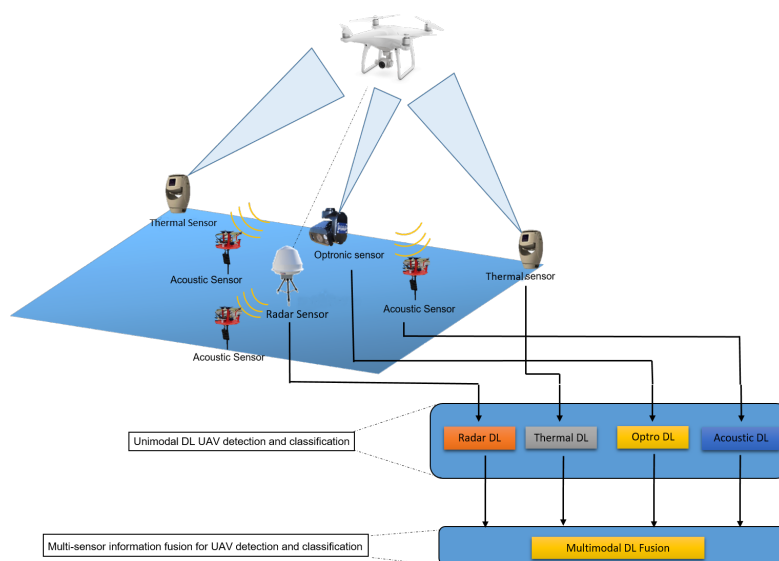 Thermal Sensor
Optronic sensor
Acoustic Sensor
Thermal sensor
Radar Sensor
Acoustic Sensor
Acoustic Sensor
Unimodal DL UAV detection and classification
Radar DL
Thermal DL
Optro DL
Acoustic DL
Multi-sensor information fusion for UAV detection and classification
Multimodal DL Fusion